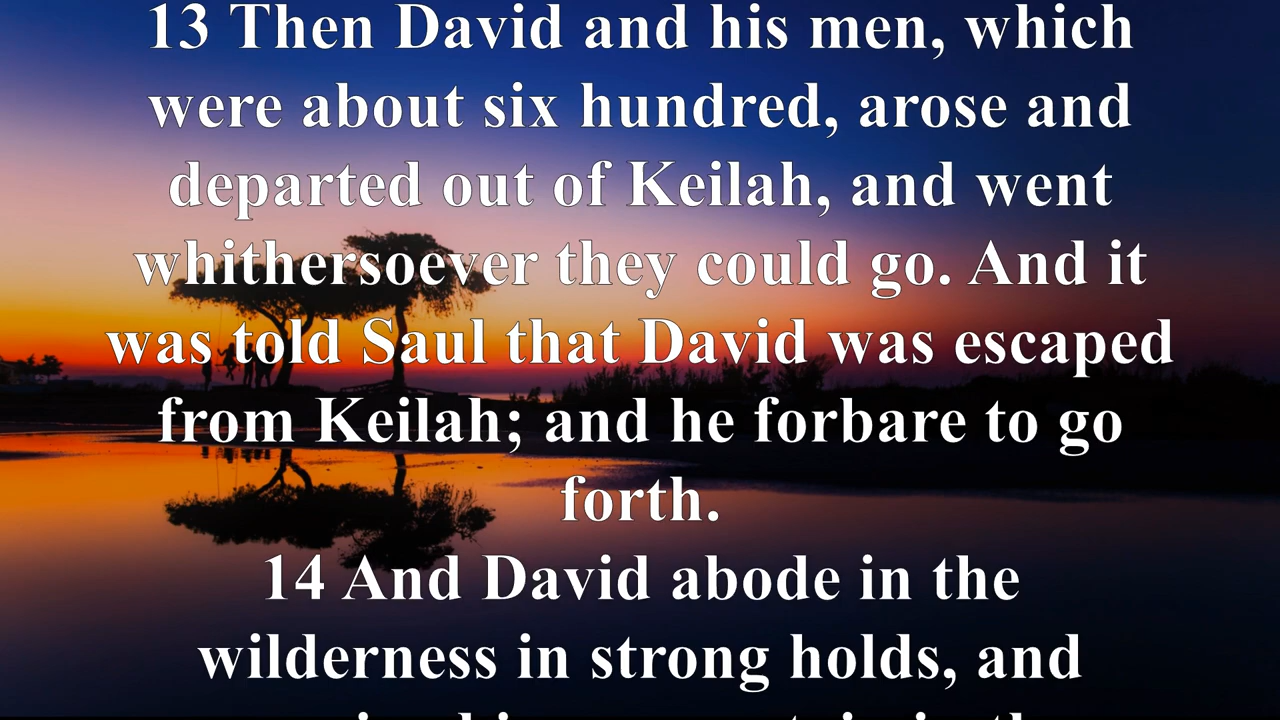 13 Then David and his men, which
were about six hundred, arose and
departed out of Keilah, and went
whithersoever they could go. And it
was told Saul that David was escaped
from Keilah; and he forbare to go
forth.
14 And David abode in the
wilderness in strong holds, and